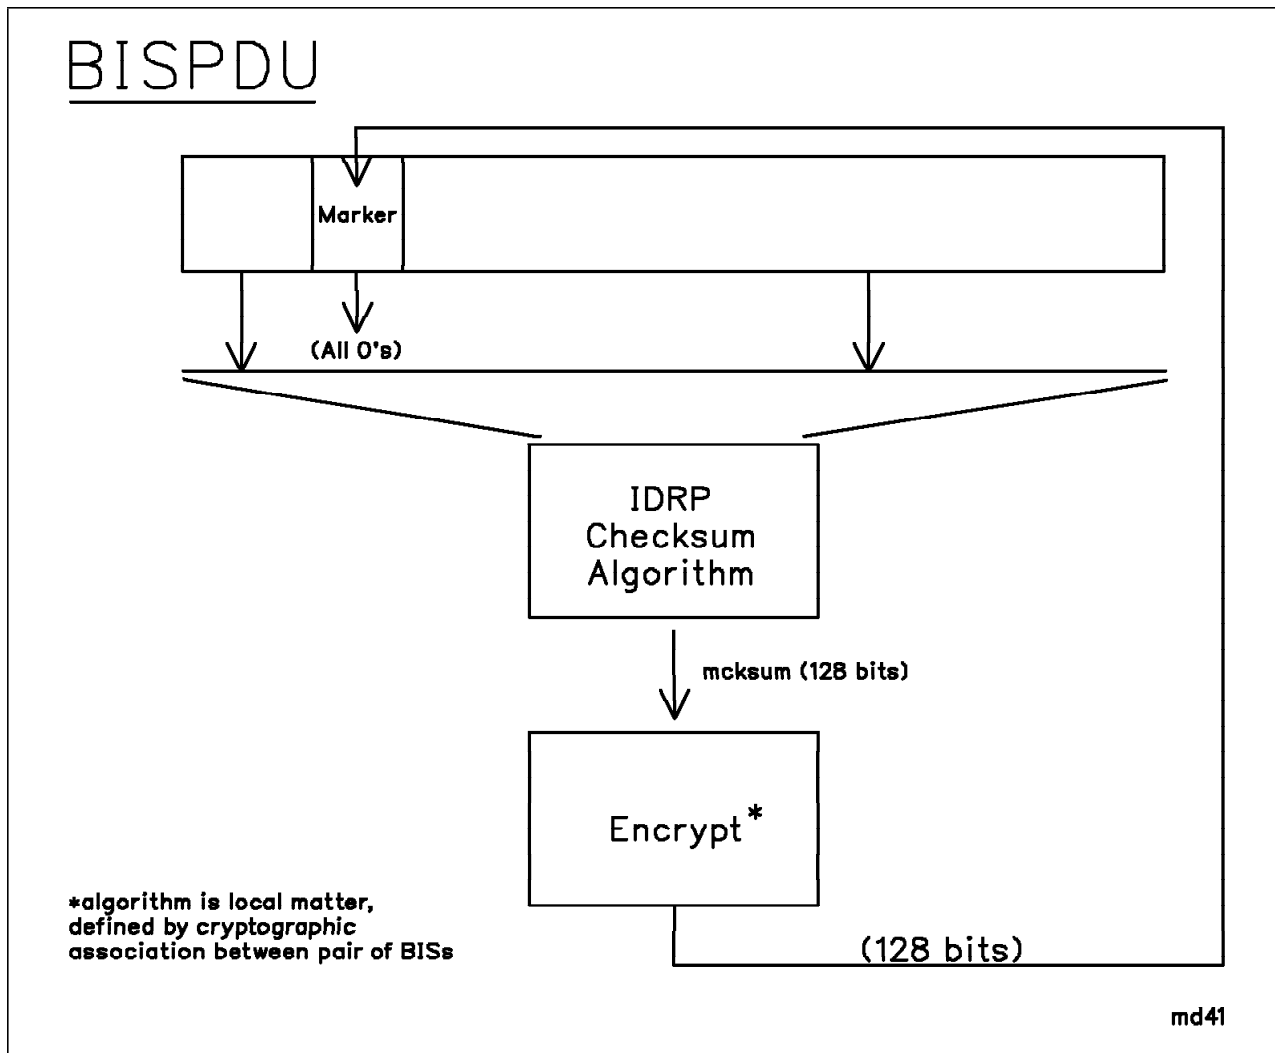 BISPDU
Marker
(All 0's)
IDRP
Checksum
Algorithm
mcksum (128 bits)
Encrypt*
*algorithm is local matter,
defined by cryptographic
association between pair of BISs
(128 bits)
md41